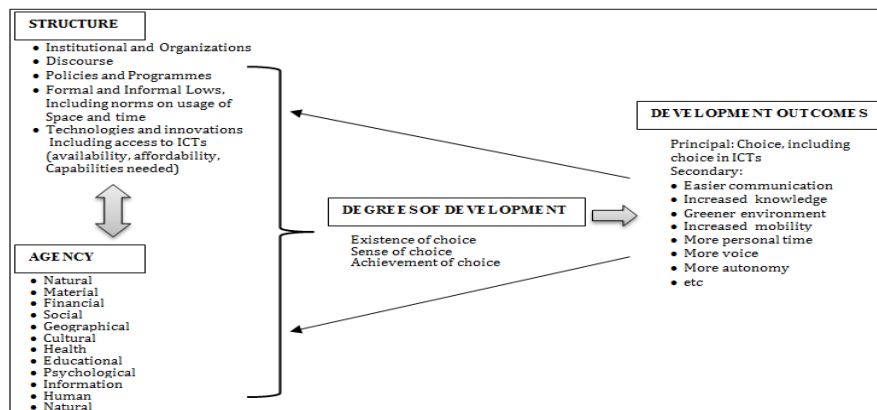 STRUCTURE
• Institutional and Organizations
• Discourse
• Policies and Programmes
• Formal and Informal Lows,
Including norms on usage of
Space and time
• Technologies and innovations
Including access to ICTs
(availability, affordability,
Capabilities needed)
AGENCY
• Natural
• Material
• Financial
• Social
• Geographical
• Cultural
• Health
• Educational
• Psychological
• Information
• Human
• Natural
DEGREES OF DEVELOPMENT
Existence of choice
Sense of choice
Achievement of choice
DEVELOPMENT OUTCOMES
Principal: Choice, including
choice in ICTs
Secondary:
• Easier communication
• Increased knowledge
• Greener environment
• Increased mobility
• More personal time
• More voice
• More autonomy
• etc